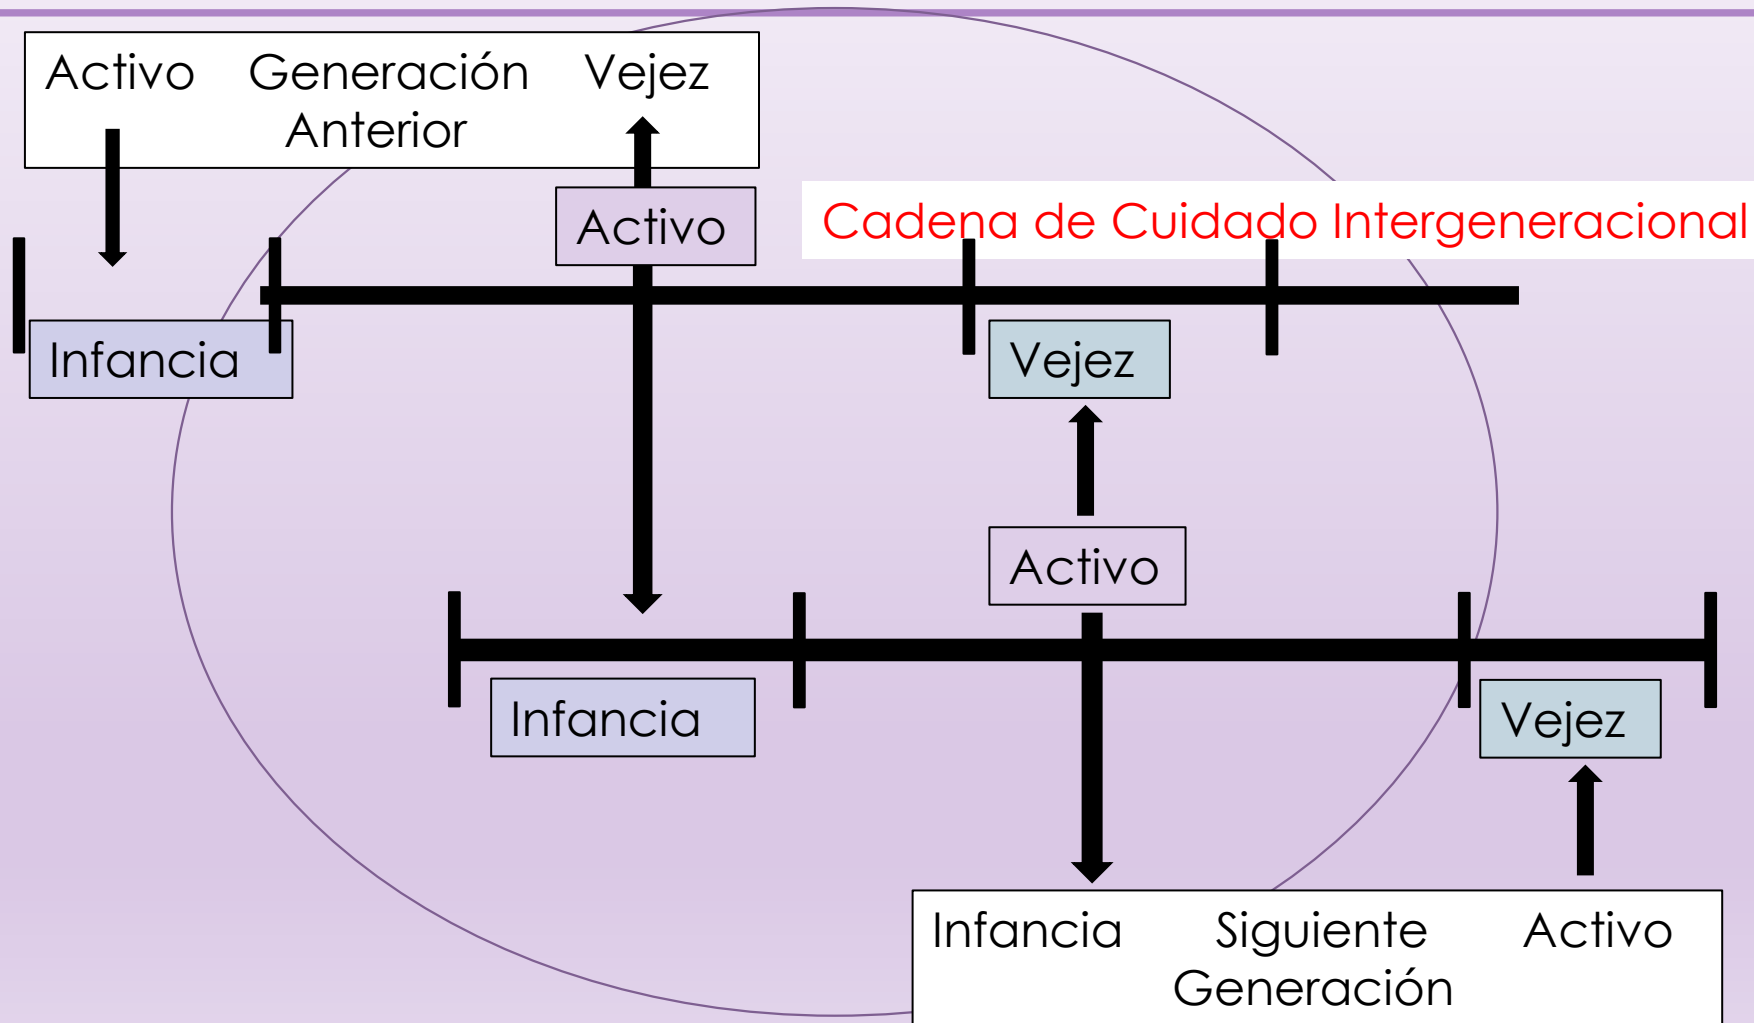 Activo Generación Vejez
Anterior
Activo
Cadena de Cuidado Intergeneracional
Infancia
Vejez
Activo
Infancia
Vejez
Infancia Siguiente Activo
Generación